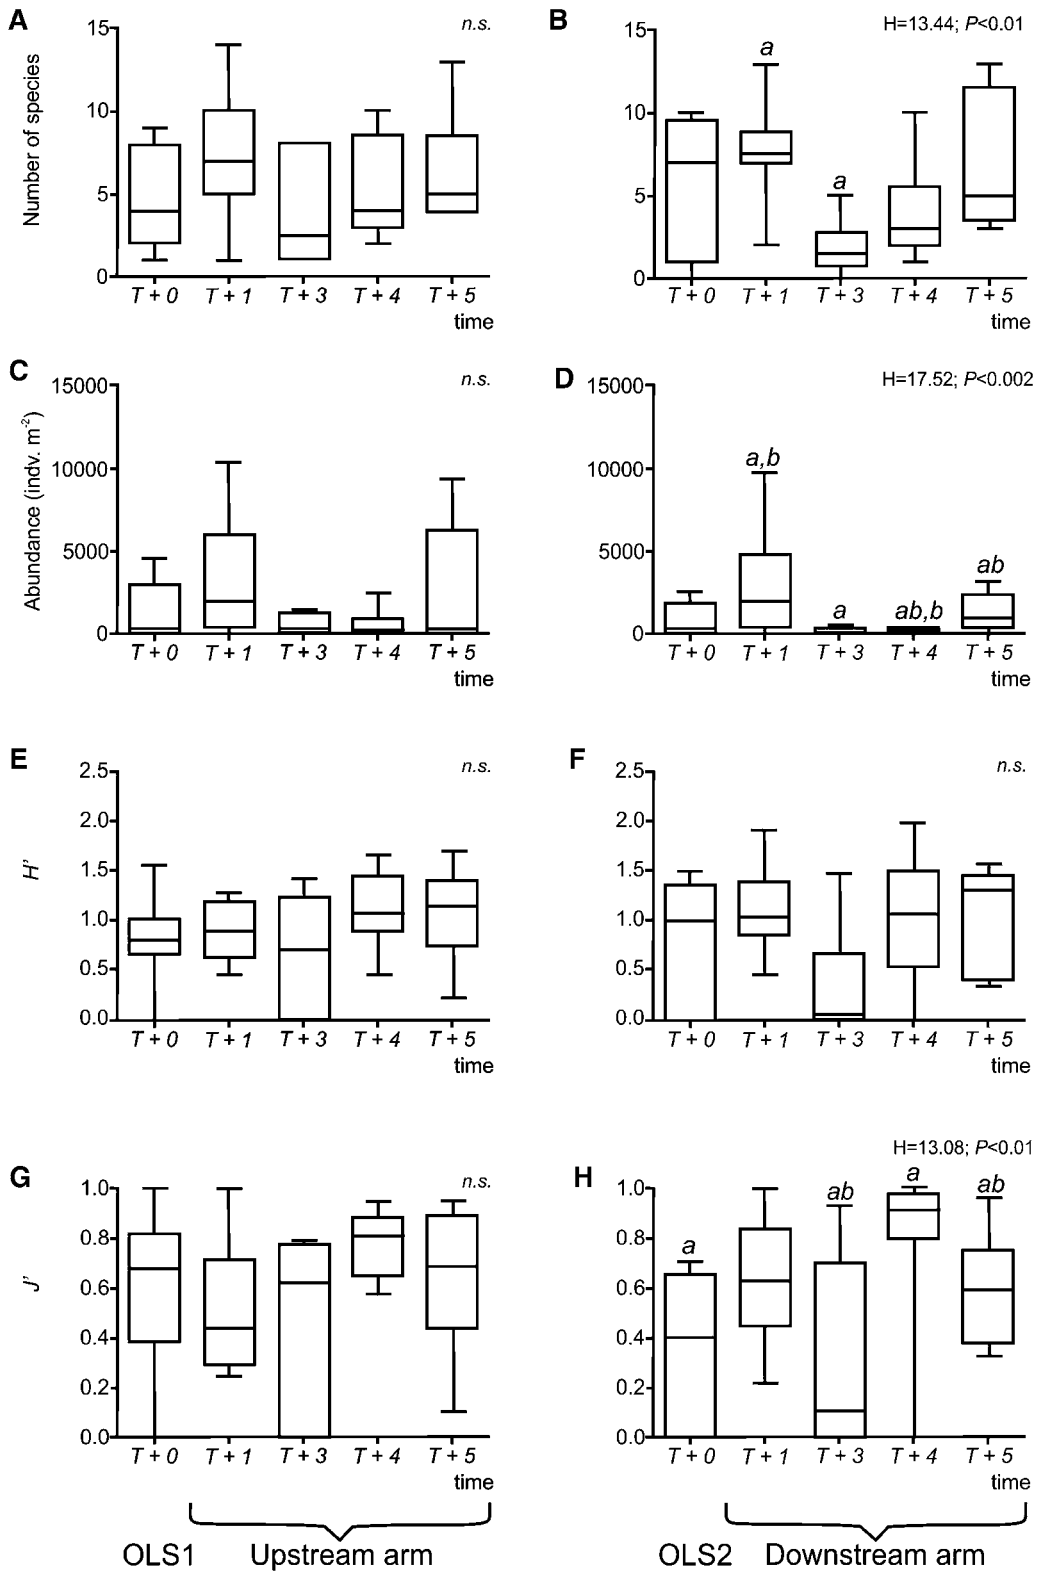 A
n.s.
Number of species
15
10
5
0
T + 0 T + 1 T + 3 T + 4 T + 5
time
B
H=13.44; P<0.01
15
10
5
0
a
a
T + 0 T + 1 T + 3 T + 4 T + 5
time
C
n.s.
Abundance (indv. m-2)
15000
10000
5000
0
T + 0 T + 1 T + 3 T + 4 T + 5
time
D
H=17.52; P<0.002
15000
10000
5000
0
a,b
a
ab,b
ab
T + 0 T + 1 T + 3 T + 4 T + 5
time
E
n.s.
H'
2.5
2.0
1.5
1.0
0.5
0.0
T + 0 T + 1 T + 3 T + 4 T + 5
time
F
n.s.
2.5
2.0
1.5
1.0
0.5
0.0
T + 0 T + 1 T + 3 T + 4 T + 5
time
G
n.s.
J'
1.0
0.8
0.6
0.4
0.2
0.0
T + 0 T + 1 T + 3 T + 4 T + 5
time
H
H=13.08; P<0.01
1.0
0.8
0.6
0.4
0.2
0.0
a
ab
a
ab
T + 0 T + 1 T + 3 T + 4 T + 5
time
OLS1 Upstream arm
OLS2 Downstream arm